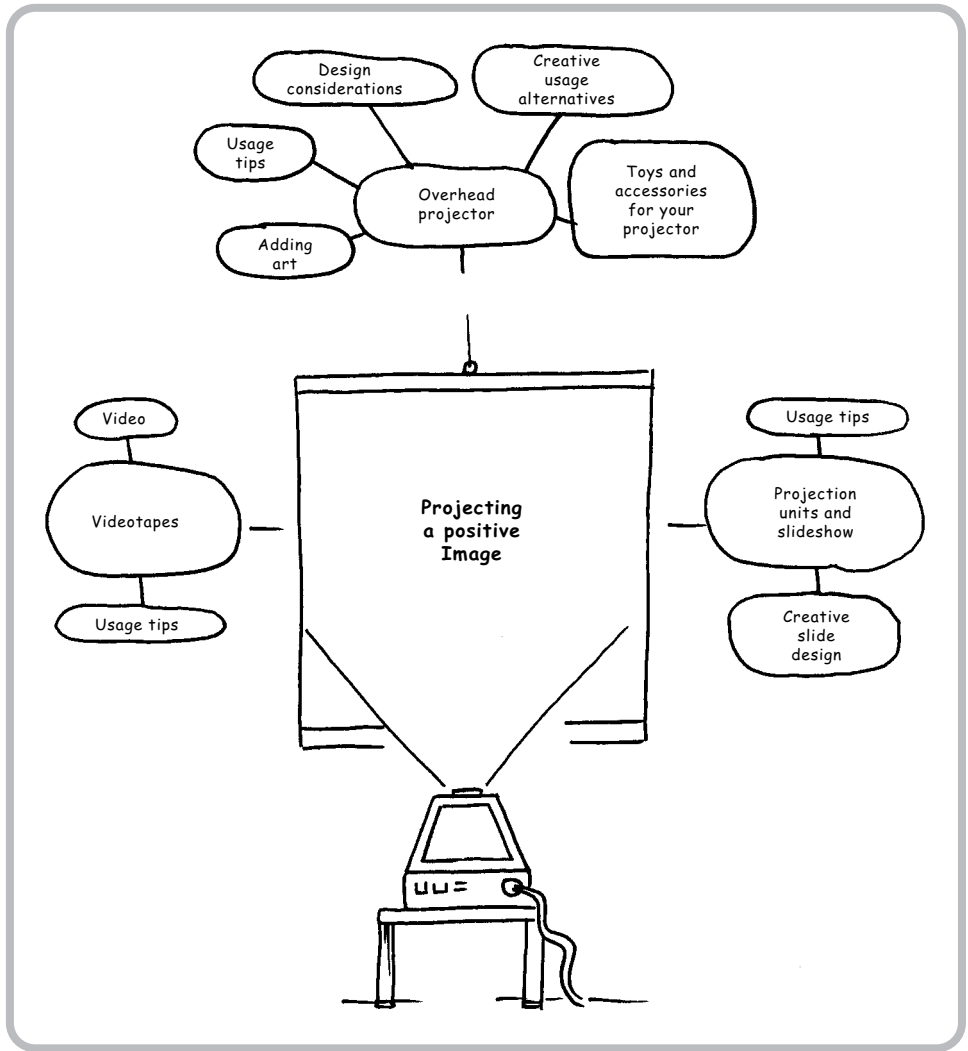 Design
considerations
Creative
usage
alternatives
Usage
tips
Overhead
projector
Toys and
accessories
for your
projector
Adding
art
Video
Videotapes
Usage tips
Projecting
a positive
Image
Usage tips
Projection
units and
slideshow
Creative
slide
design